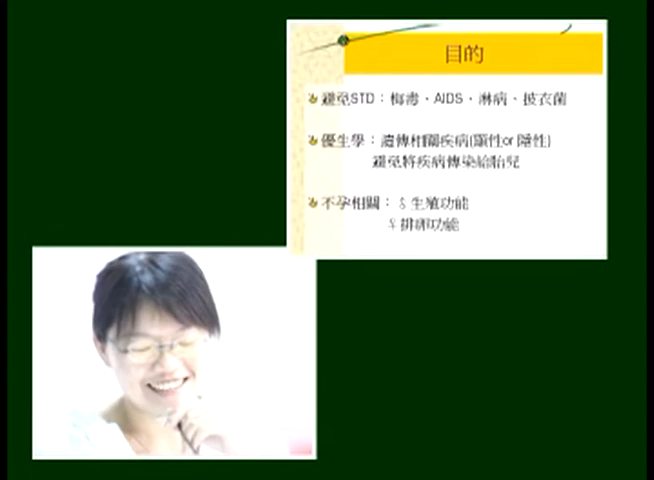 目的
避免STD：梅毒、AIDS、淋病、披衣菌
優生學：遺傳相關疾病(顯性or 隱性)
避免將疾病傳染給胎兒
不孕相關：♂生殖功能
♀排卵功能